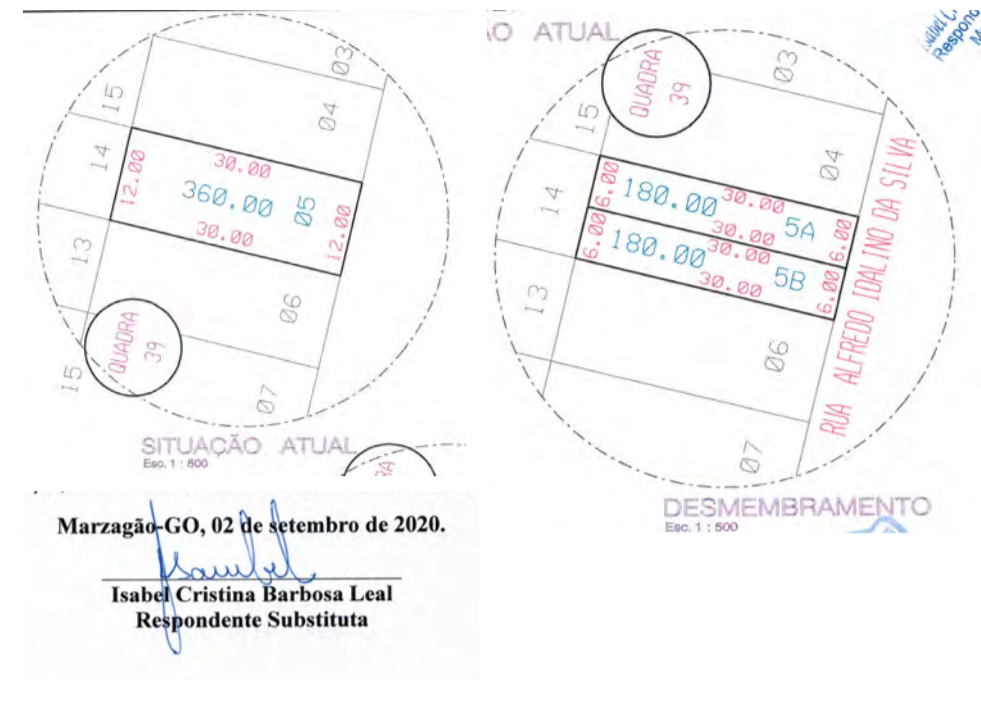 03
15
04
14
30.00
12.00
360.00 05
30.00
12.00
13
06
QUADRA
39
15
07
SITUAÇÃO ATUAL
Esc. 1 : 500
Marzagão-GO, 02 de setembro de 2020.
Isabel Cristina Barbosa Leal
Respondente Substituta
ATUAL
Respon
QUADRA
39
03
15
04
14
6.00
180.00 30.00
30.00 5A 6.00
6.00
180.00 30.00
30.00 5B 6.00
13
06
07
RUA ALFREDO IDALINO DA SILVA
DESMEMBRAMENTO
Esc. 1 : 500